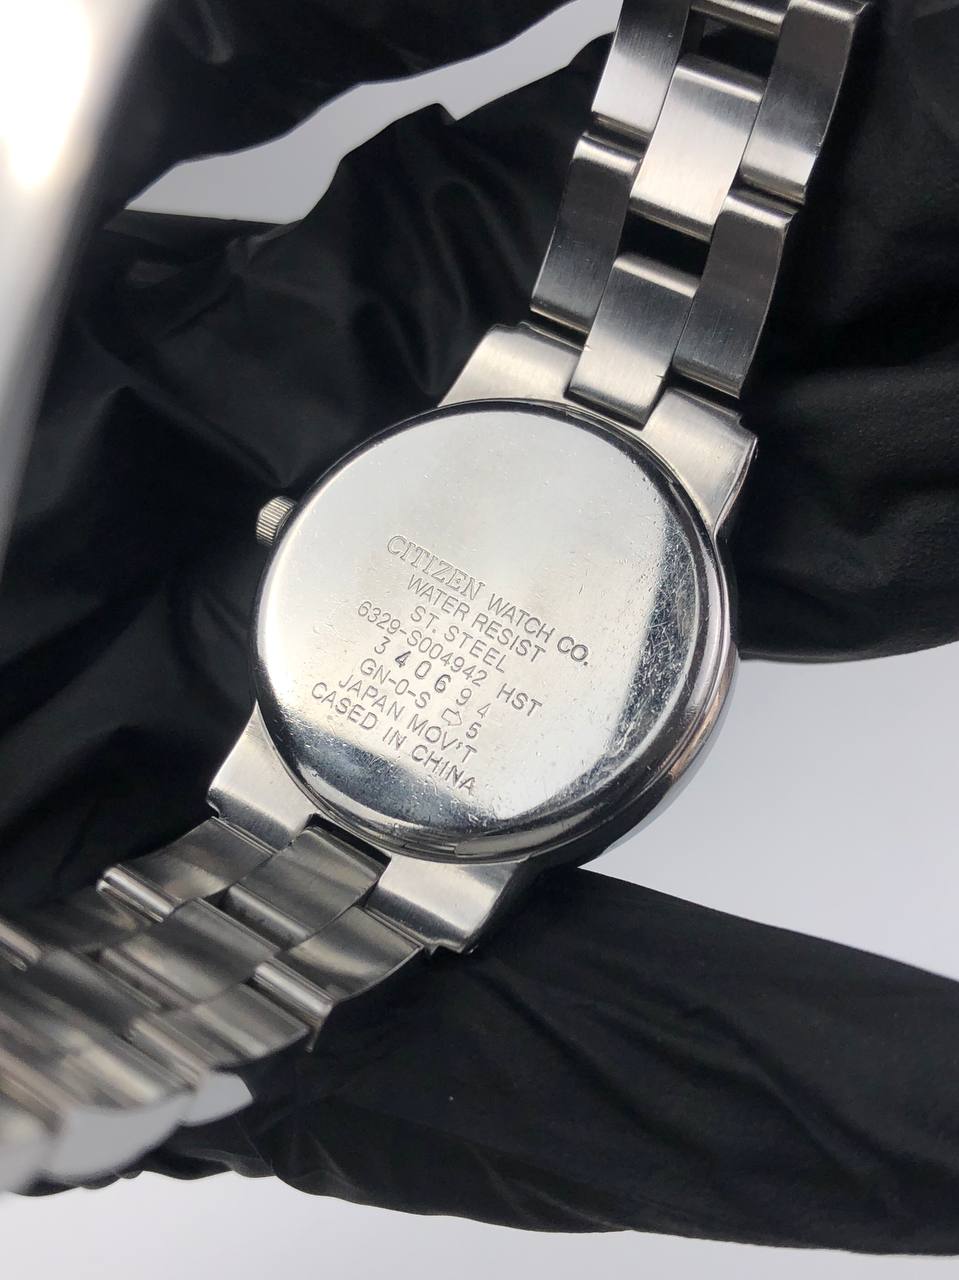 CITIZEN WATCH CO.
WATER RESIST
ST. STEEL
6329-S004942 HST
340694
GN-0-S ⇨ 5
JAPAN MOV'T
CASED IN CHINA